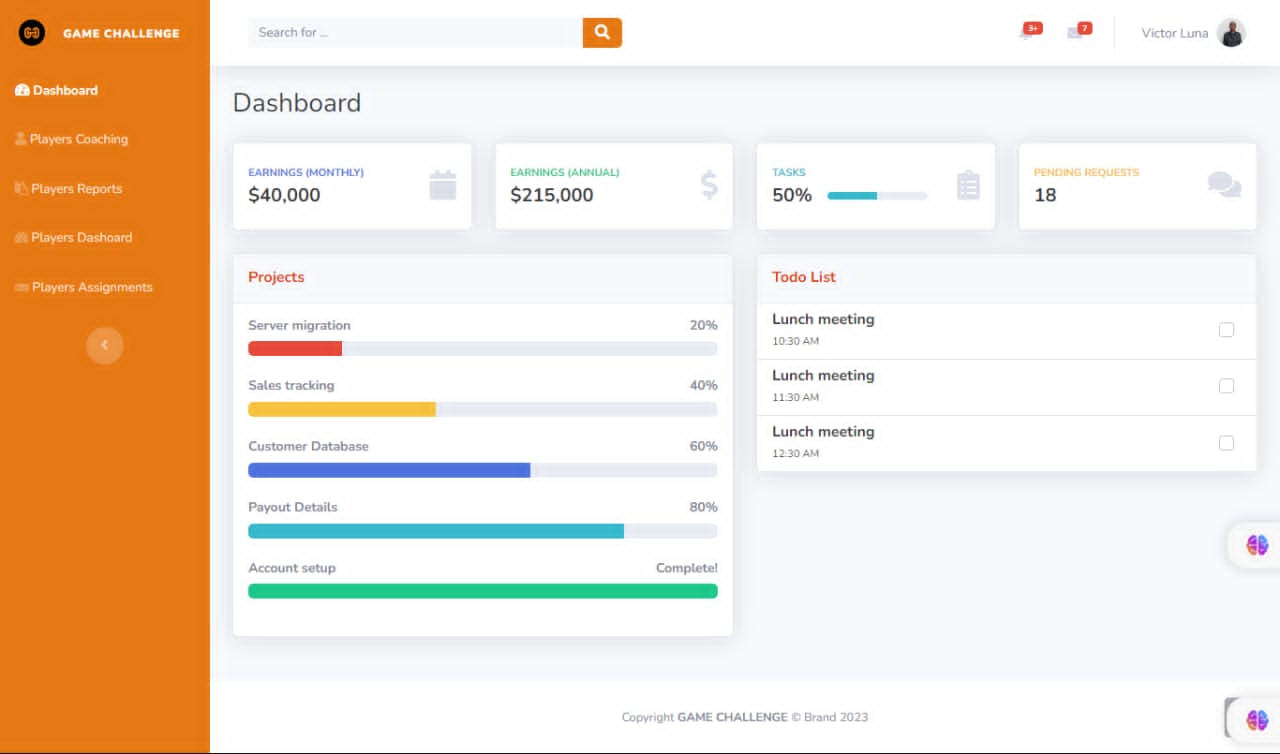 GAME CHALLENGE
Dashboard
Players Coaching
Players Reports
Players Dashoard
Players Assignments
Search for ...
3+
7
Victor Luna
Dashboard
EARNINGS (MONTHLY)
$40,000
EARNINGS (ANNUAL)
$215,000
TASKS
50%
PENDING REQUESTS
18
Projects
Server migration 20%
Sales tracking 40%
Customer Database 60%
Payout Details 80%
Account setup Complete!
Todo List
Lunch meeting
10:30 AM
Lunch meeting
11:30 AM
Lunch meeting
12:30 AM
Copyright GAME CHALLENGE © Brand 2023